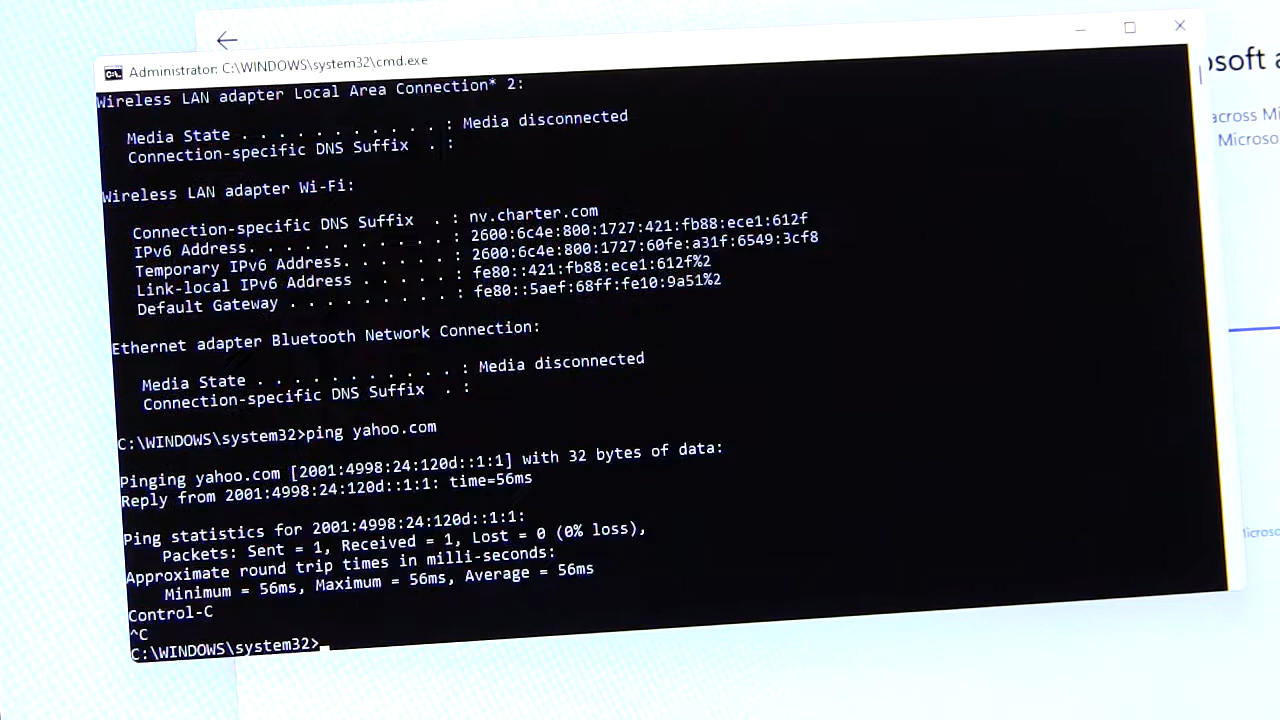 Administrator: C:\WINDOWS\system32\cmd.exe
Wireless LAN adapter Local Area Connection* 2:
Media State . . . . . . . . . . . : Media disconnected
Connection-specific DNS Suffix . :
Wireless LAN adapter Wi-Fi:
Connection-specific DNS Suffix . : nv.charter.com
IPv6 Address. . . . . . . . . . . : 2600:6c4e:800:1727:421:fb88:ece1:612f
Temporary IPv6 Address. . . . . . : 2600:6c4e:800:1727:60fe:a31f:6549:3cf8
Link-local IPv6 Address . . . . . : fe80::421:fb88:ece1:612f%2
Default Gateway . . . . . . . . . : fe80::5aef:68ff:fe10:9a51%2
Ethernet adapter Bluetooth Network Connection:
Media State . . . . . . . . . . . : Media disconnected
Connection-specific DNS Suffix . :
C:\WINDOWS\system32>ping yahoo.com
Pinging yahoo.com [2001:4998:24:120d::1:1] with 32 bytes of data:
Reply from 2001:4998:24:120d::1:1: time=56ms
Ping statistics for 2001:4998:24:120d::1:1:
Packets: Sent = 1, Received = 1, Lost = 0 (0% loss),
Approximate round trip times in milli-seconds:
Minimum = 56ms, Maximum = 56ms, Average = 56ms
Control-C
^C
C:\WINDOWS\system32>
across